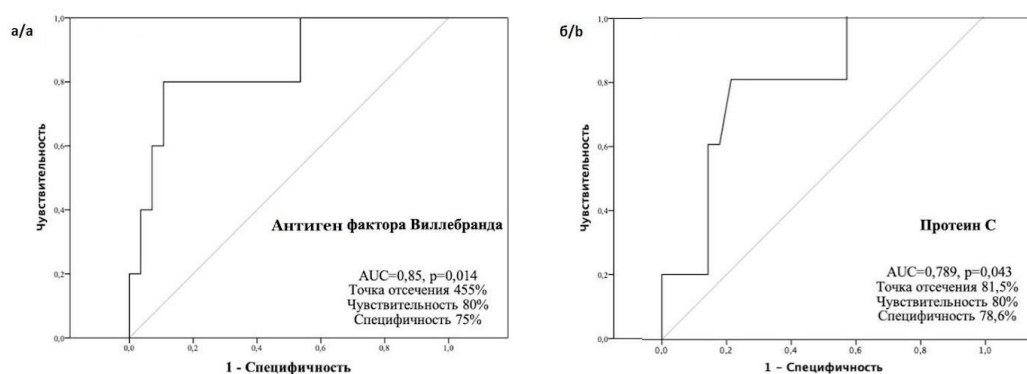 а/a
1,0
0,8
0,6
0,4
0,2
0,0
Чувствительность
0,0
0,2
0,4
0,6
0,8
1,0
1 - Специфичность
Антиген фактора Виллебранда
AUC=0,85, p=0,014
Точка отсечения 455%
Чувствительность 80%
Специфичность 75%
б/b
1,0
0,8
0,6
0,4
0,2
0,0
Чувствительность
0,0
0,2
0,4
0,6
0,8
1,0
1 – Специфичность
Протеин С
AUC=0,789, p=0,043
Точка отсечения 81,5%
Чувствительность 80%
Специфичность 78,6%